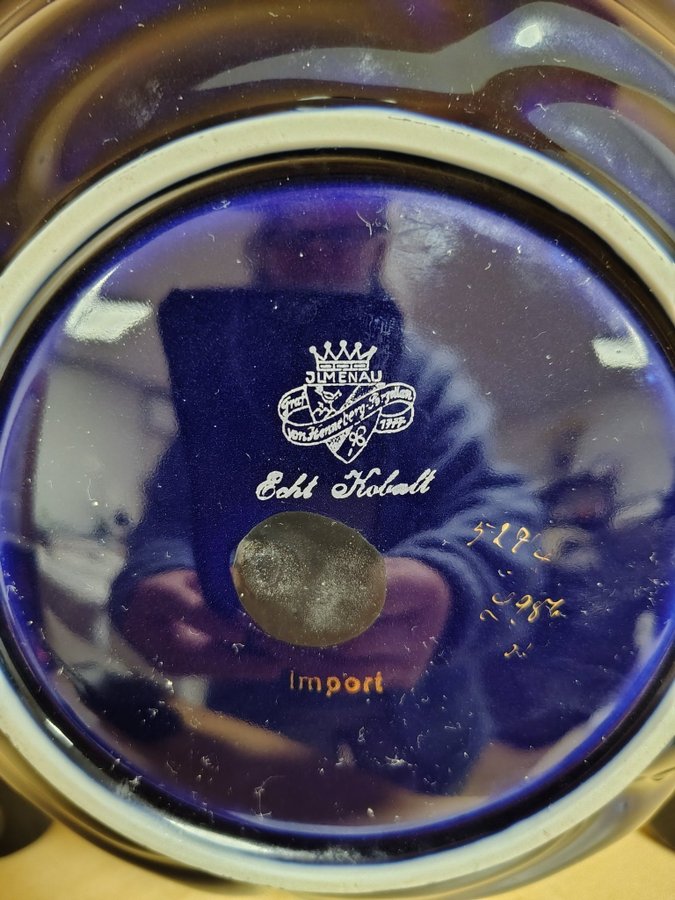 JLMENAU
Graf
von Henneberg Porzellan
1777
Echt Kobalt
Import